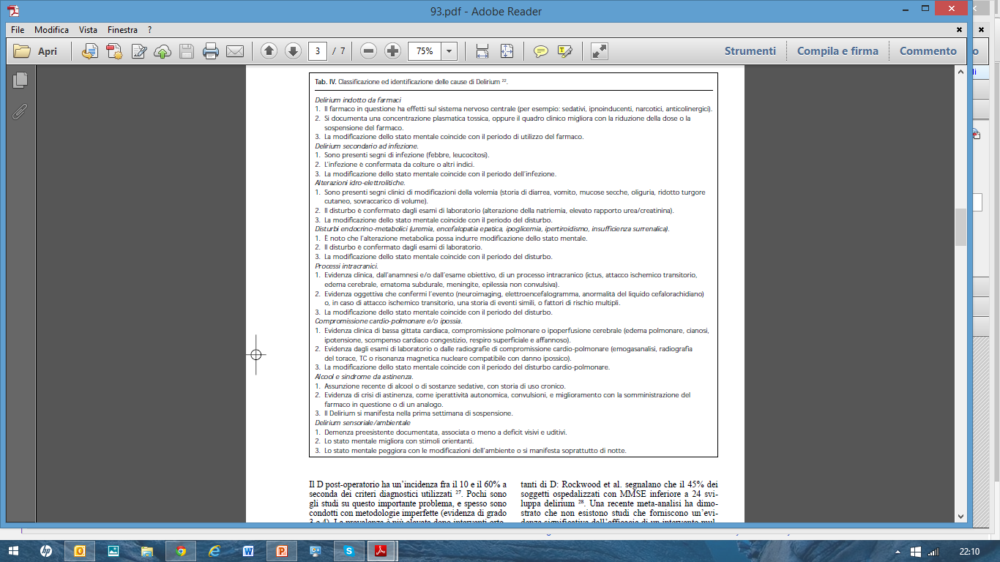 93.pdf - Adobe Reader
File Modifica Vista Finestra ?
Apri 3 / 7 75% Strumenti Compila e firma Commento
Tab. IV. Classificazione ed identificazione delle cause di Delirium ²².
Delirium indotto da farmaci
1. Il farmaco in questione ha effetti sul sistema nervoso centrale (per esempio: sedativi, ipnoinducenti, narcotici, anticolinergici).
2. Si documenta una concentrazione plasmatica tossica, oppure il quadro clinico migliora con la riduzione della dose o la
sospensione del farmaco.
3. La modificazione dello stato mentale coincide con il periodo di utilizzo del farmaco.
Delirium secondario ad infezione.
1. Sono presenti segni di infezione (febbre, leucocitosi).
2. L'infezione è confermata da colture o altri indici.
3. La modificazione dello stato mentale coincide con il periodo dell'infezione.
Alterazioni idro-elettrolitiche.
1. Sono presenti segni clinici di modificazioni della volemia (storia di diarrea, vomito, mucose secche, oliguria, ridotto turgore
cutaneo, sovraccarico di volume).
2. Il disturbo è confermato dagli esami di laboratorio (alterazione della natriemia, elevato rapporto urea/creatinina).
3. La modificazione dello stato mentale coincide con il periodo del disturbo.
Disturbi endocrino-metabolici (uremia, encefalopatia epatica, ipoglicemia, ipertiroidismo, insufficienza surrenalica).
1. È noto che l'alterazione metabolica possa indurre modificazione dello stato mentale.
2. Il disturbo è confermato dagli esami di laboratorio.
3. La modificazione dello stato mentale coincide con il periodo del disturbo.
Processi intracranici.
1. Evidenza clinica, dall'anamnesi e/o dall'esame obiettivo, di un processo intracranico (ictus, attacco ischemico transitorio,
edema cerebrale, ematoma subdurale, meningite, epilessia non convulsiva).
2. Evidenza oggettiva che confermi l'evento (neuroimaging, elettroencefalogramma, anormalità del liquido cefalorachidiano)
o, in caso di attacco ischemico transitorio, una storia di eventi simili, o fattori di rischio multipli.
3. La modificazione dello stato mentale coincide con il periodo del disturbo.
Compromissione cardio-polmonare e/o ipossia.
1. Evidenza clinica di bassa gittata cardiaca, compromissione polmonare o ipoperfusione cerebrale (edema polmonare, cianosi,
ipotensione, scompenso cardiaco congestizio, respiro superficiale e affannoso).
2. Evidenza dagli esami di laboratorio o dalle radiografie di compromissione cardio-polmonare (emogasanalisi, radiografia
del torace, TC o risonanza magnetica nucleare compatibile con danno ipossico).
3. La modificazione dello stato mentale coincide con il periodo del disturbo cardio-polmonare.
Alcool e sindrome da astinenza.
1. Assunzione recente di alcool o di sostanze sedative, con storia di uso cronico.
2. Evidenza di crisi di astinenza, come iperattività autonomica, convulsioni, e miglioramento con la somministrazione del
farmaco in questione o di un analogo.
3. Il Delirium si manifesta nella prima settimana di sospensione.
Delirium sensoriale/ambientale
1. Demenza preesistente documentata, associata o meno a deficit visivi e uditivi.
2. Lo stato mentale migliora con stimoli orientanti.
3. Lo stato mentale peggiora con le modificazioni dell'ambiente o si manifesta soprattutto di notte.
Il D post-operatorio ha un'incidenza fra il 10 e il 60% a
seconda dei criteri diagnostici utilizzati ²⁷. Pochi sono
gli studi su questo importante problema, e spesso sono
condotti con metodologie imperfette (evidenza di grado
tanti di D: Rockwood et al. segnalano che il 45% dei
soggetti ospedalizzati con MMSE inferiore a 24 svi-
luppa delirium ²⁸. Una recente meta-analisi ha dimo-
strato che non esistono studi che forniscono un'evi-
22:10